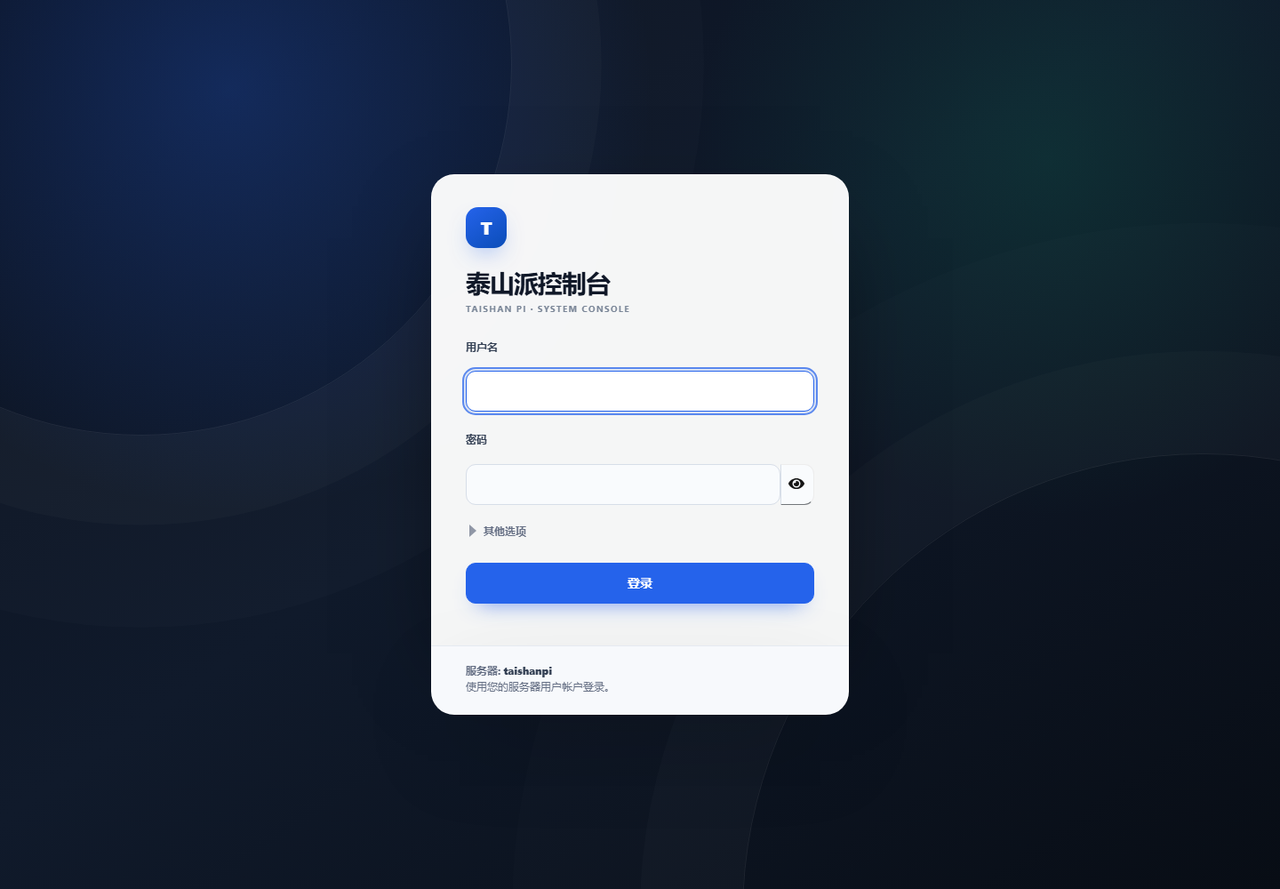 T
泰山派控制台
TAISHAN PI · SYSTEM CONSOLE
用户名
密码
其他选项
登录
服务器: taishanpi
使用您的服务器用户帐户登录。